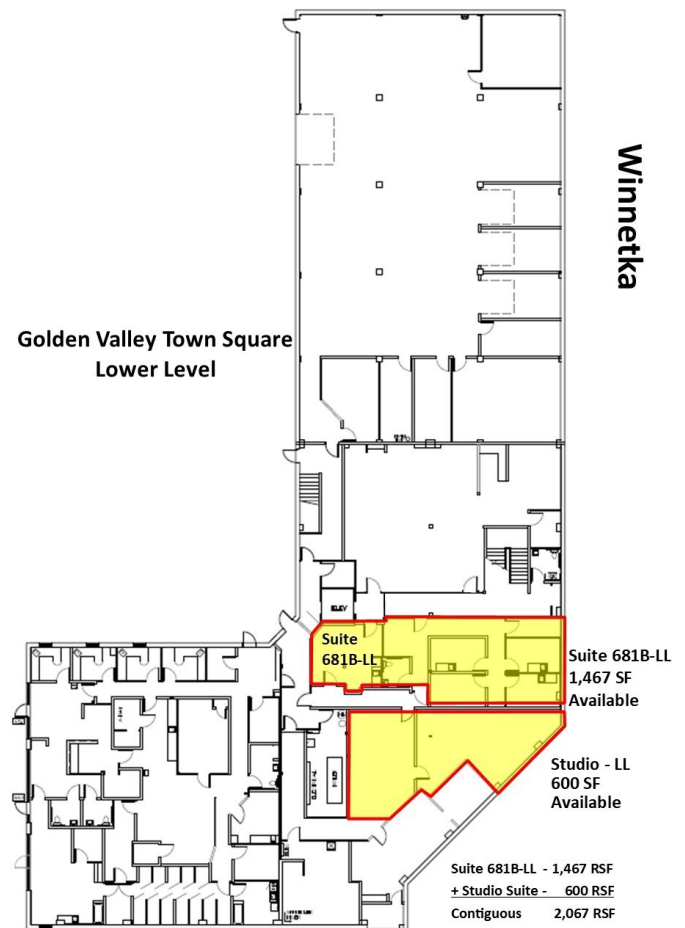 Winnetka
Golden Valley Town Square
Lower Level
ELEV
Suite
681B-LL
Suite 681B-LL
1,467 SF
Available
Studio - LL
600 SF
Available
Suite 681B-LL - 1,467 RSF
+ Studio Suite - 600 RSF
Contiguous 2,067 RSF